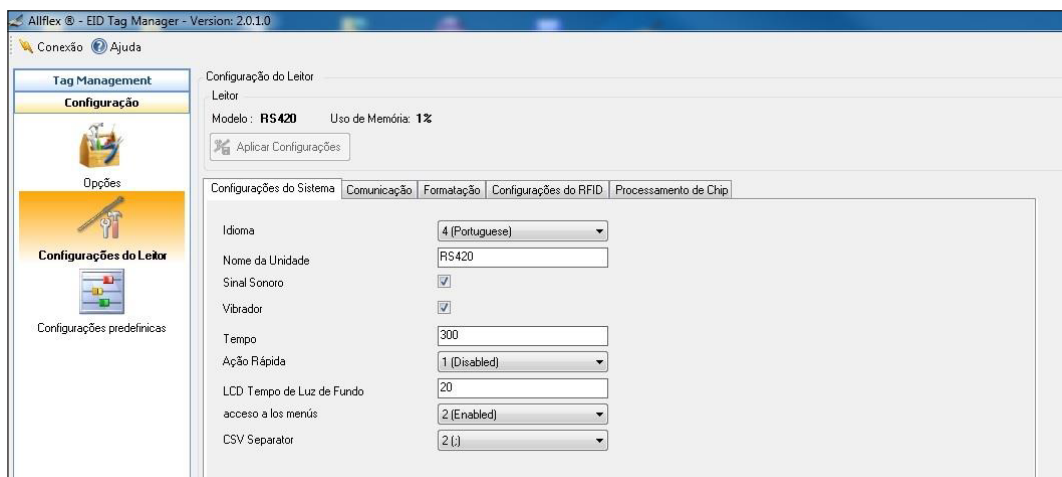 Allflex ® - EID Tag Manager - Version: 2.0.1.0
Conexão Ajuda
Tag Management
Configuração
Opções
Configurações do Leitor
Configurações predefinicas
Configuração do Leitor
Leitor
Modelo : RS420 Uso de Memória: 1%
Aplicar Configurações
Configurações do Sistema Comunicação Formatação Configurações do RFID Processamento de Chip
Idioma 4 (Portuguese)
Nome da Unidade RS420
Sinal Sonoro
Vibrador
Tempo 300
Ação Rápida 1 (Disabled)
LCD Tempo de Luz de Fundo 20
acceso a los menús 2 (Enabled)
CSV Separator 2 (;)